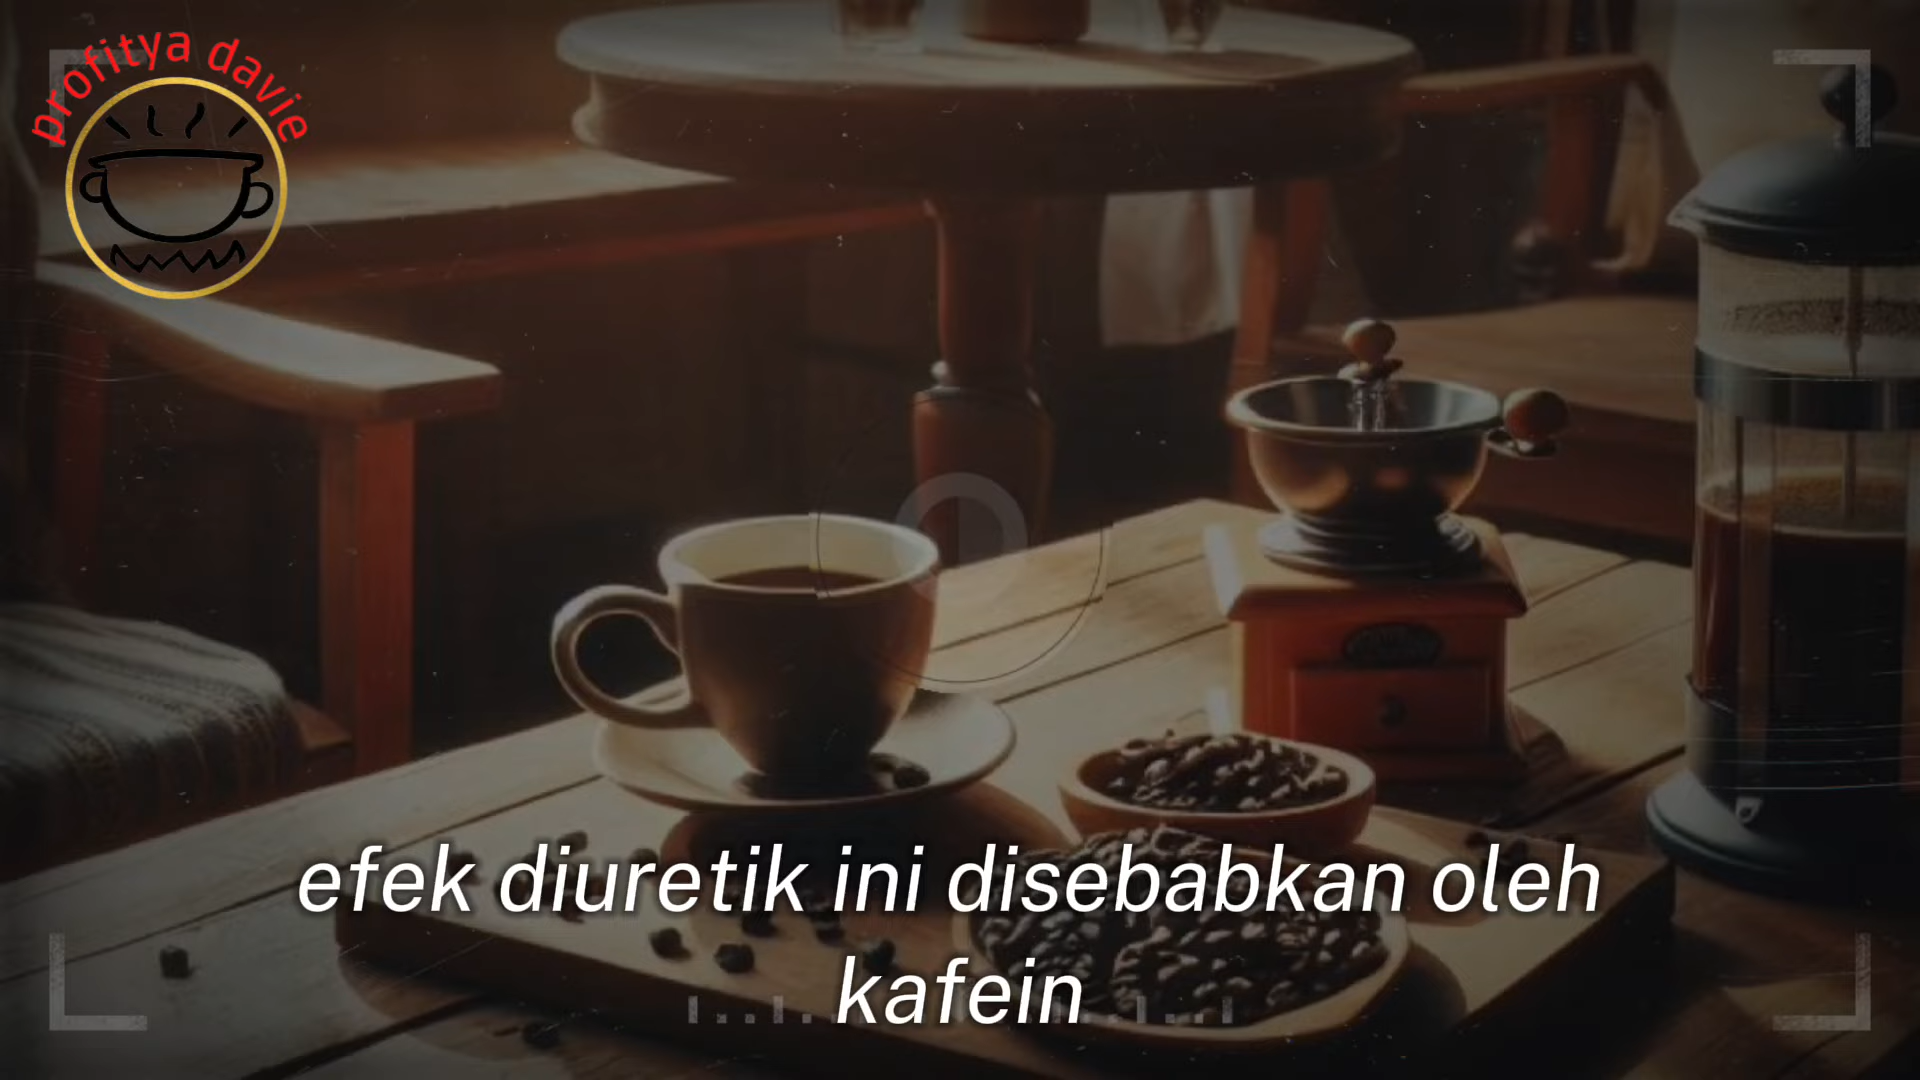 profitya davie
efek diuretik ini disebabkan oleh
kafein